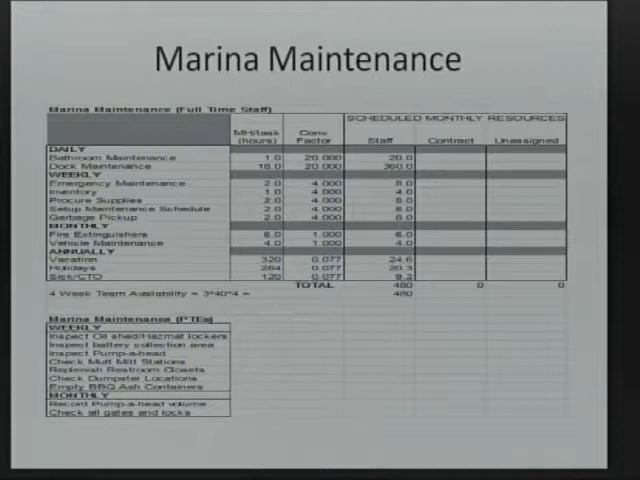 Marina Maintenance
Marina Maintenance (Full Time Staff)
SCHEDULED MONTHLY RESOURCES
MH/task (hours) Conv Factor Staff Contract Unassigned
DAILY
Bathroom Maintenance 1.0 20.000 20.0
Dock Maintenance 18.0 20.000 360.0
WEEKLY
Emergency Maintenance 2.0 4.000 8.0
Inventory 1.0 4.000 4.0
Procure Supplies 2.0 4.000 8.0
Setup Maintenance Schedule 2.0 4.000 8.0
Garbage Pickup 2.0 4.000 8.0
MONTHLY
Fire Extinguishers 6.0 1.000 6.0
Vehicle Maintenance 4.0 1.000 4.0
ANNUALLY
Vacation 320 0.077 24.6
Holidays 264 0.077 20.3
Sick/CTO 120 0.077 9.2
TOTAL 480 0 0
4 Week Team Availability = 3*40*4 = 480
Marina Maintenance (PTEs)
WEEKLY
Inspect Oil shed/Hazmat lockers
Inspect battery collection area
Inspect Pump-a-head
Check Mutt Mitt Stations
Replenish Restroom Closets
Check Dumpster Locations
Empty BBQ Ash Containers
MONTHLY
Record Pump-a-head volume
Check all gates and locks